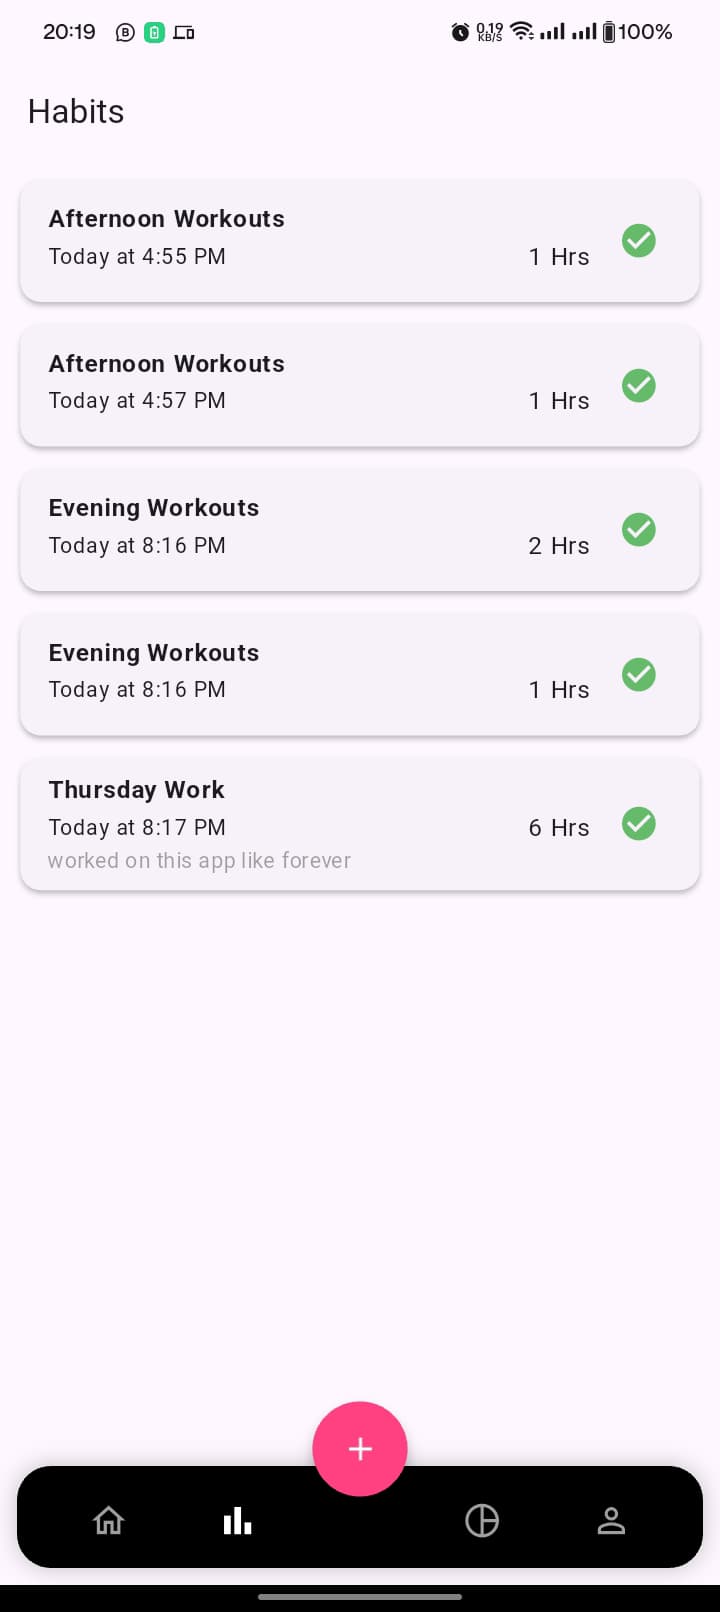 20:19
0.19 KB/S
100%
Habits
Afternoon Workouts
Today at 4:55 PM
1 Hrs
Afternoon Workouts
Today at 4:57 PM
1 Hrs
Evening Workouts
Today at 8:16 PM
2 Hrs
Evening Workouts
Today at 8:16 PM
1 Hrs
Thursday Work
Today at 8:17 PM
6 Hrs
worked on this app like forever